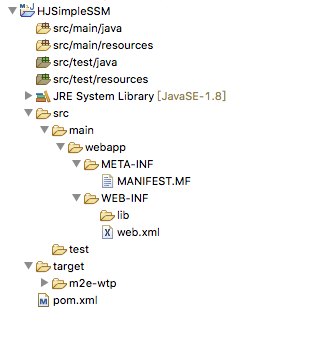 HJSimpleSSM
src/main/java
src/main/resources
src/test/java
src/test/resources
JRE System Library [JavaSE-1.8]
src
main
webapp
META-INF
MANIFEST.MF
WEB-INF
lib
web.xml
test
target
m2e-wtp
pom.xml